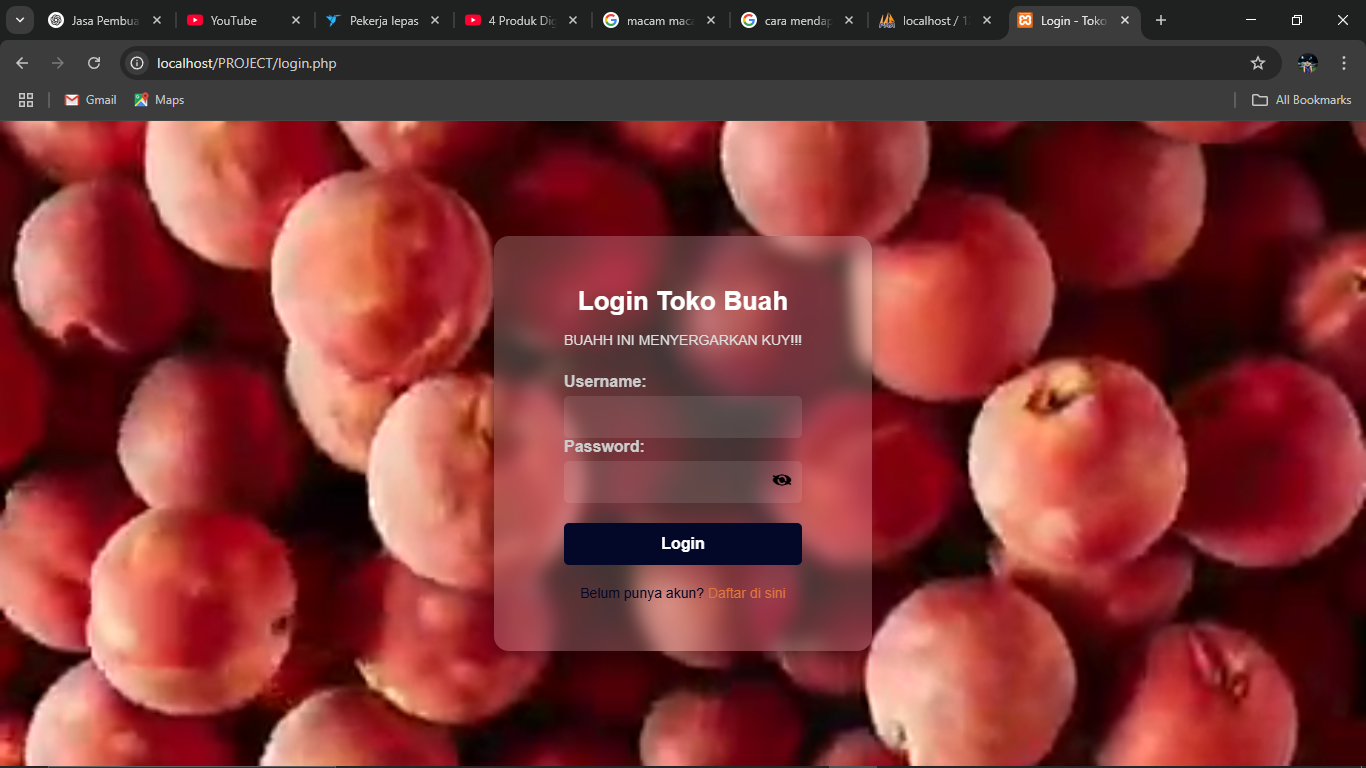 Jasa Pembua
YouTube
Pekerja lepas
4 Produk Dig
macam maca
cara mendap
localhost / 12
Login - Toko
localhost/PROJECT/login.php
Gmail
Maps
All Bookmarks
Login Toko Buah
BUAHH INI MENYERGARKAN KUY!!!
Username:
Password:
Login
Belum punya akun? Daftar di sini